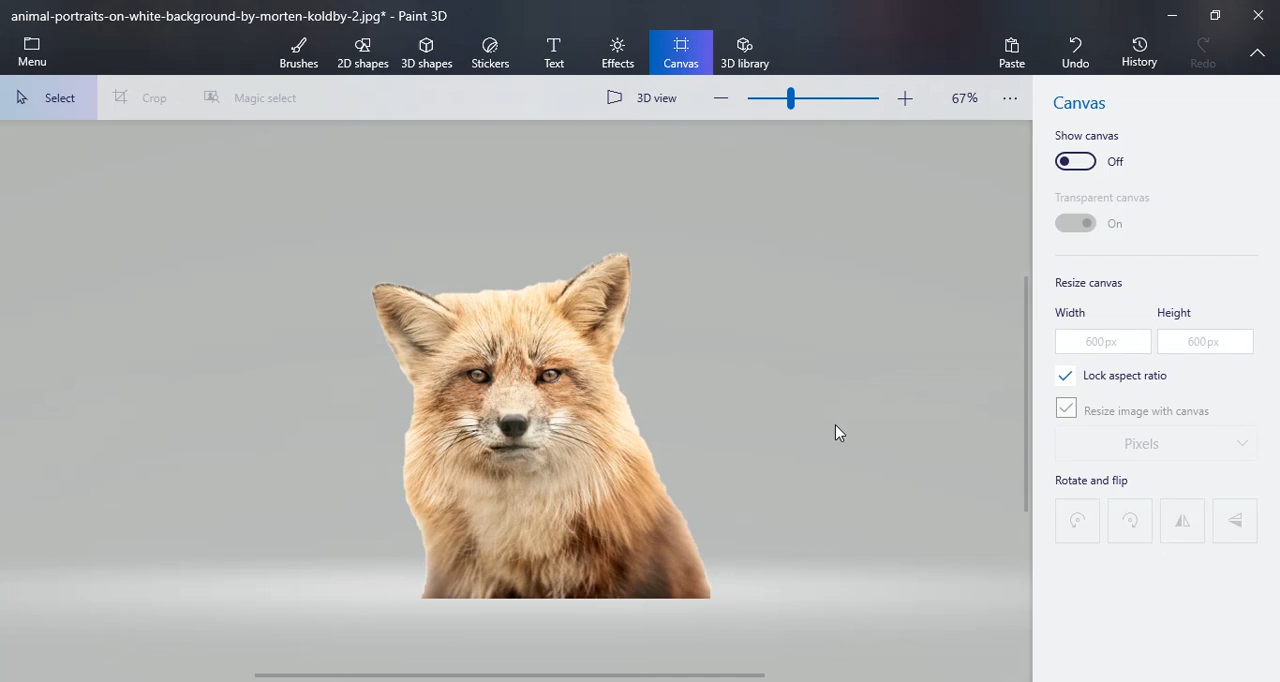 animal-portraits-on-white-background-by-morten-koldby-2.jpg* - Paint 3D
Menu
Brushes
2D shapes
3D shapes
Stickers
Text
Effects
Canvas
3D library
Paste
Undo
History
Redo
Select
Crop
Magic select
3D view
67%
Canvas
Show canvas
Off
Transparent canvas
On
Resize canvas
Width Height
600px 600px
Lock aspect ratio
Resize image with canvas
Pixels
Rotate and flip